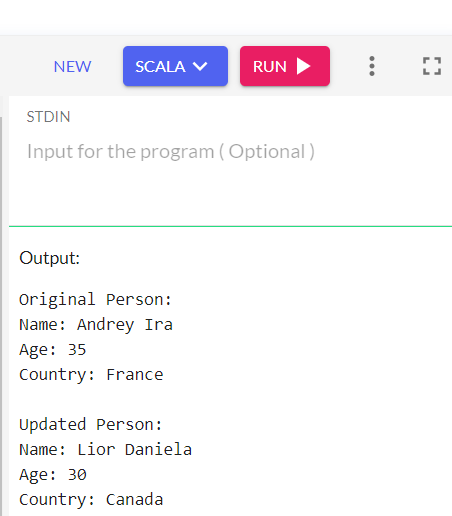 NEW SCALA RUN
STDIN
Input for the program ( Optional )
Output:
Original Person:
Name: Andrey Ira
Age: 35
Country: France
Updated Person:
Name: Lior Daniela
Age: 30
Country: Canada